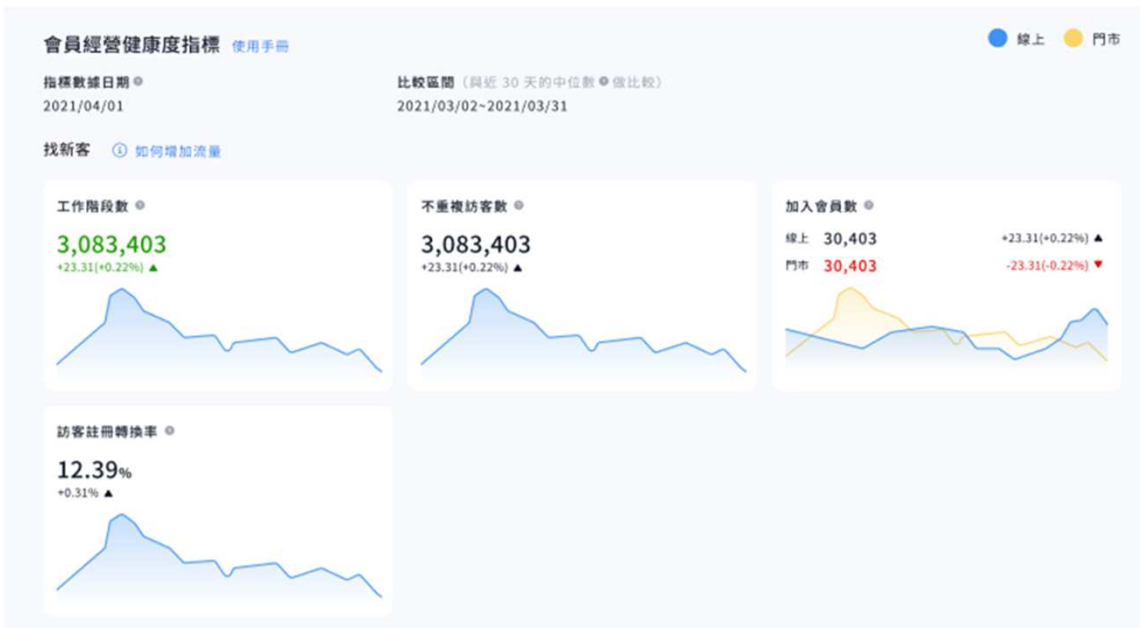 會員經營健康度指標 使用手冊
線上 門市
指標數據日期
比較區間（與近 30 天的中位數 做比較）
2021/04/01
2021/03/02~2021/03/31
找新客 如何增加流量
工作階段數
3,083,403
+23.31(+0.22%) ▲
不重複訪客數
3,083,403
+23.31(+0.22%) ▲
加入會員數
線上 30,403 +23.31(+0.22%) ▲
門市 30,403 -23.31(-0.22%) ▼
訪客註冊轉換率
12.39%
+0.31% ▲